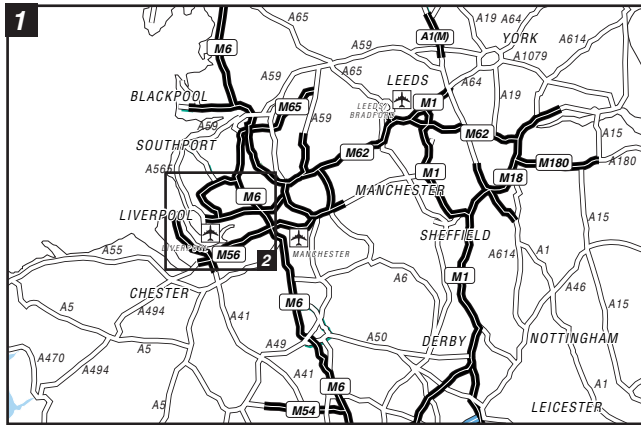 1
A65
A19
A64
M6
A1(M)
YORK
A614
A59
A1079
A59
A65
LEEDS
A64
BLACKPOOL
M65
LEEDS/
BRADFORD
M1
A19
A59
A59
M62
A15
SOUTHPORT
M62
M180
A180
A565
M1
M18
M6
MANCHESTER
A15
LIVERPOOL
SHEFFIELD
LIVERPOOL
MANCHESTER
A55
M56
2
A614
A1
A6
M1
A46
CHESTER
M6
A15
A494
A41
A5
A50
DERBY
NOTTINGHAM
A5
A49
A470
A494
A41
M6
A1
A5
M54
LEICESTER